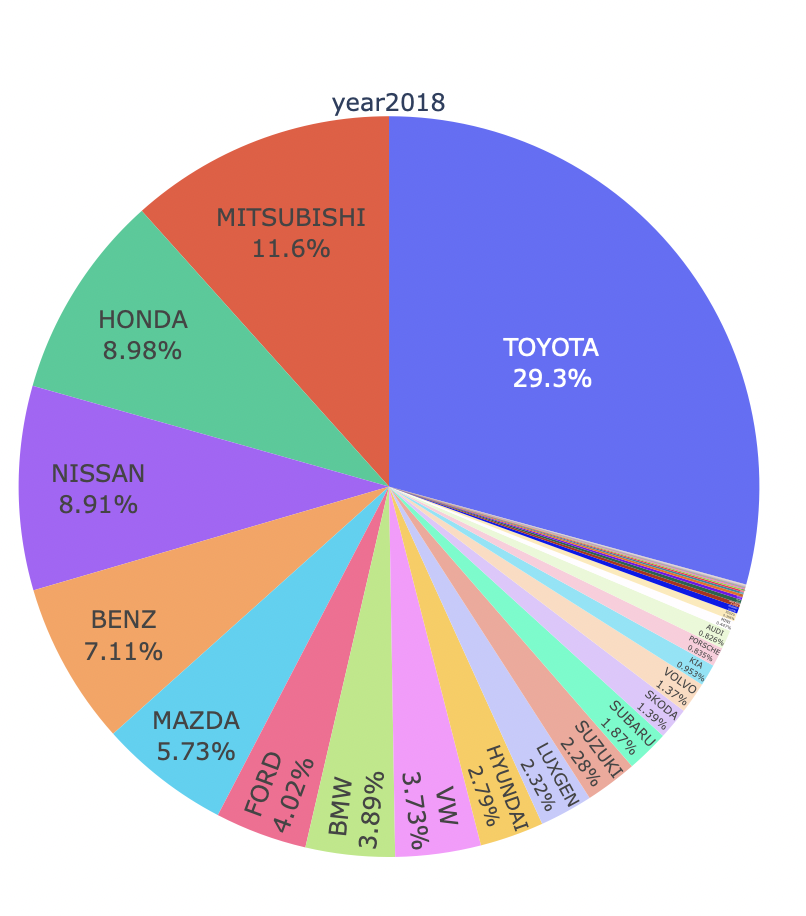 year2018
TOYOTA
29.3%
MITSUBISHI
11.6%
HONDA
8.98%
NISSAN
8.91%
BENZ
7.11%
MAZDA
5.73%
FORD
4.02%
BMW
3.89%
VW
3.73%
HYUNDAI
2.79%
LUXGEN
2.32%
SUZUKI
2.28%
SUBARU
1.87%
SKODA
1.39%
VOLVO
1.37%
KIA
0.953%
PORSCHE
0.835%
AUDI
0.826%